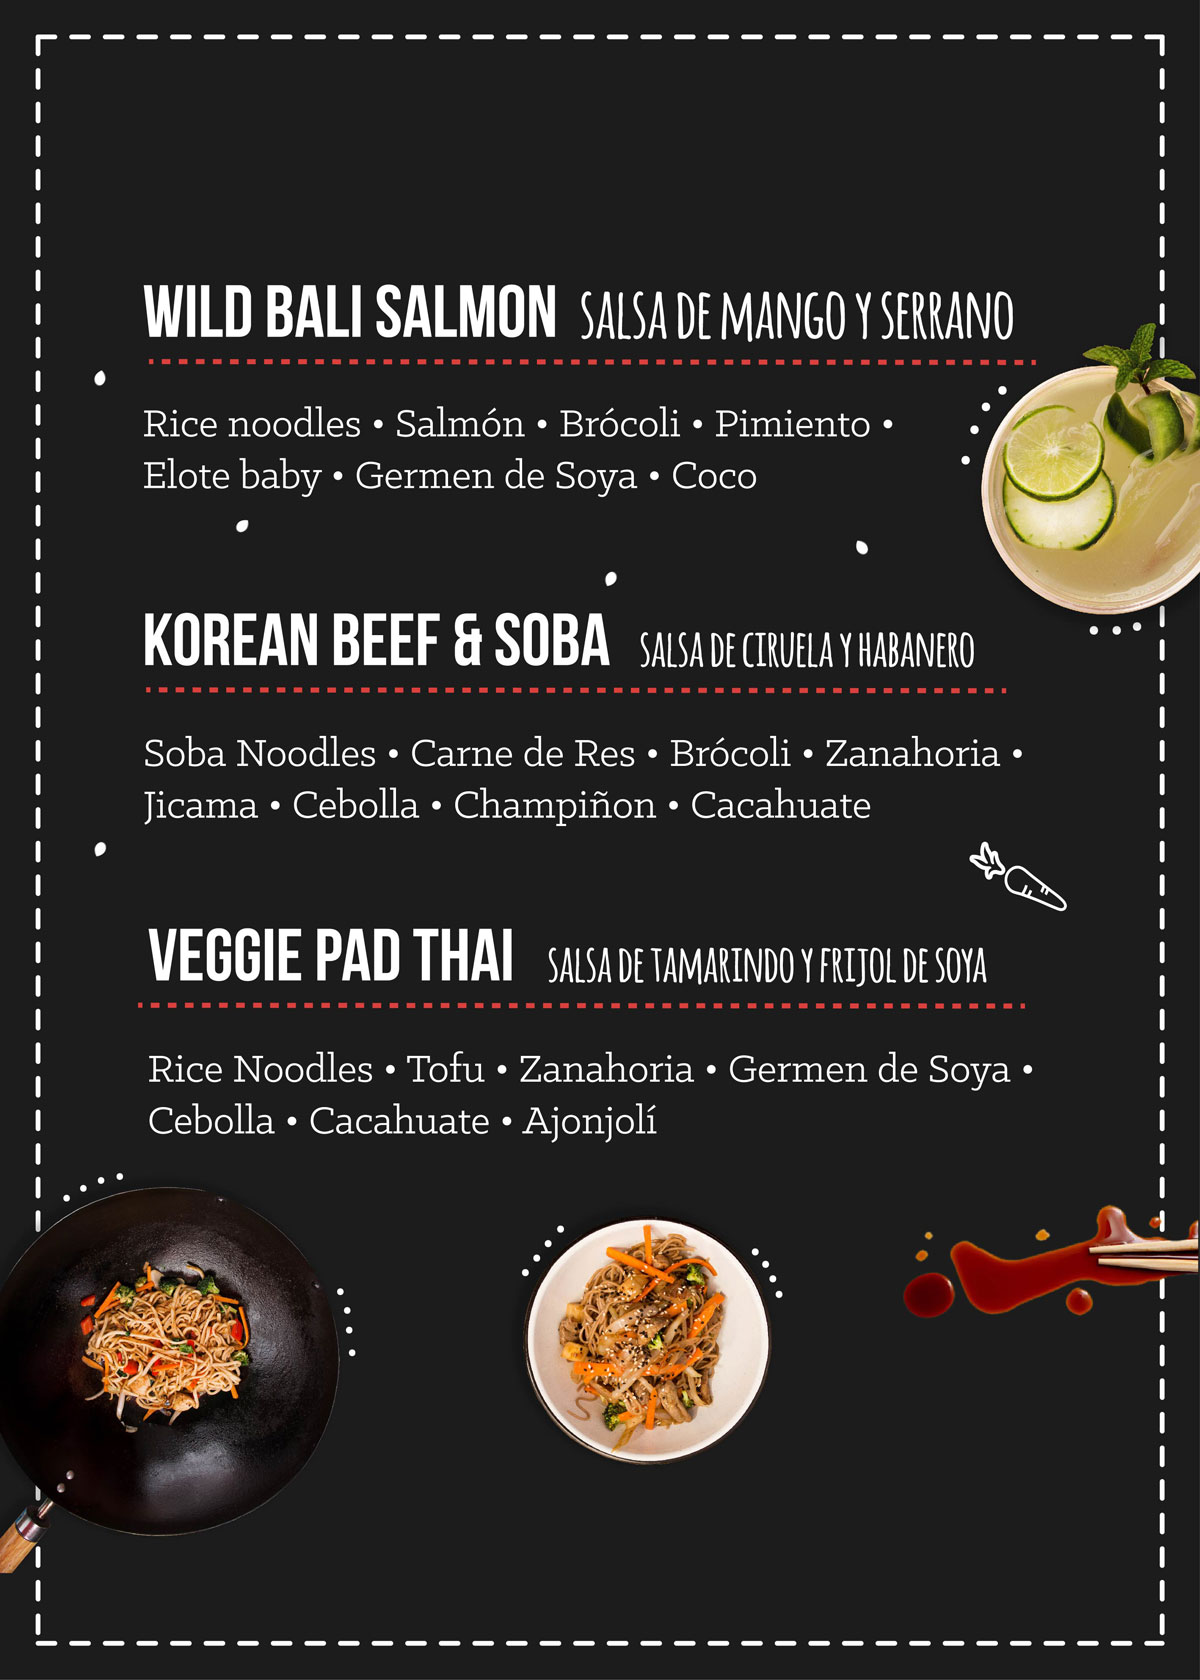 WILD BALI SALMON SALSA DE MANGO Y SERRANO
Rice noodles • Salmón • Brócoli • Pimiento •
Elote baby • Germen de Soya • Coco
KOREAN BEEF & SOBA SALSA DE CIRUELA Y HABANERO
Soba Noodles • Carne de Res • Brócoli • Zanahoria •
Jicama • Cebolla • Champiñon • Cacahuate
VEGGIE PAD THAI SALSA DE TAMARINDO Y FRIJOL DE SOYA
Rice Noodles • Tofu • Zanahoria • Germen de Soya •
Cebolla • Cacahuate • Ajonjolí